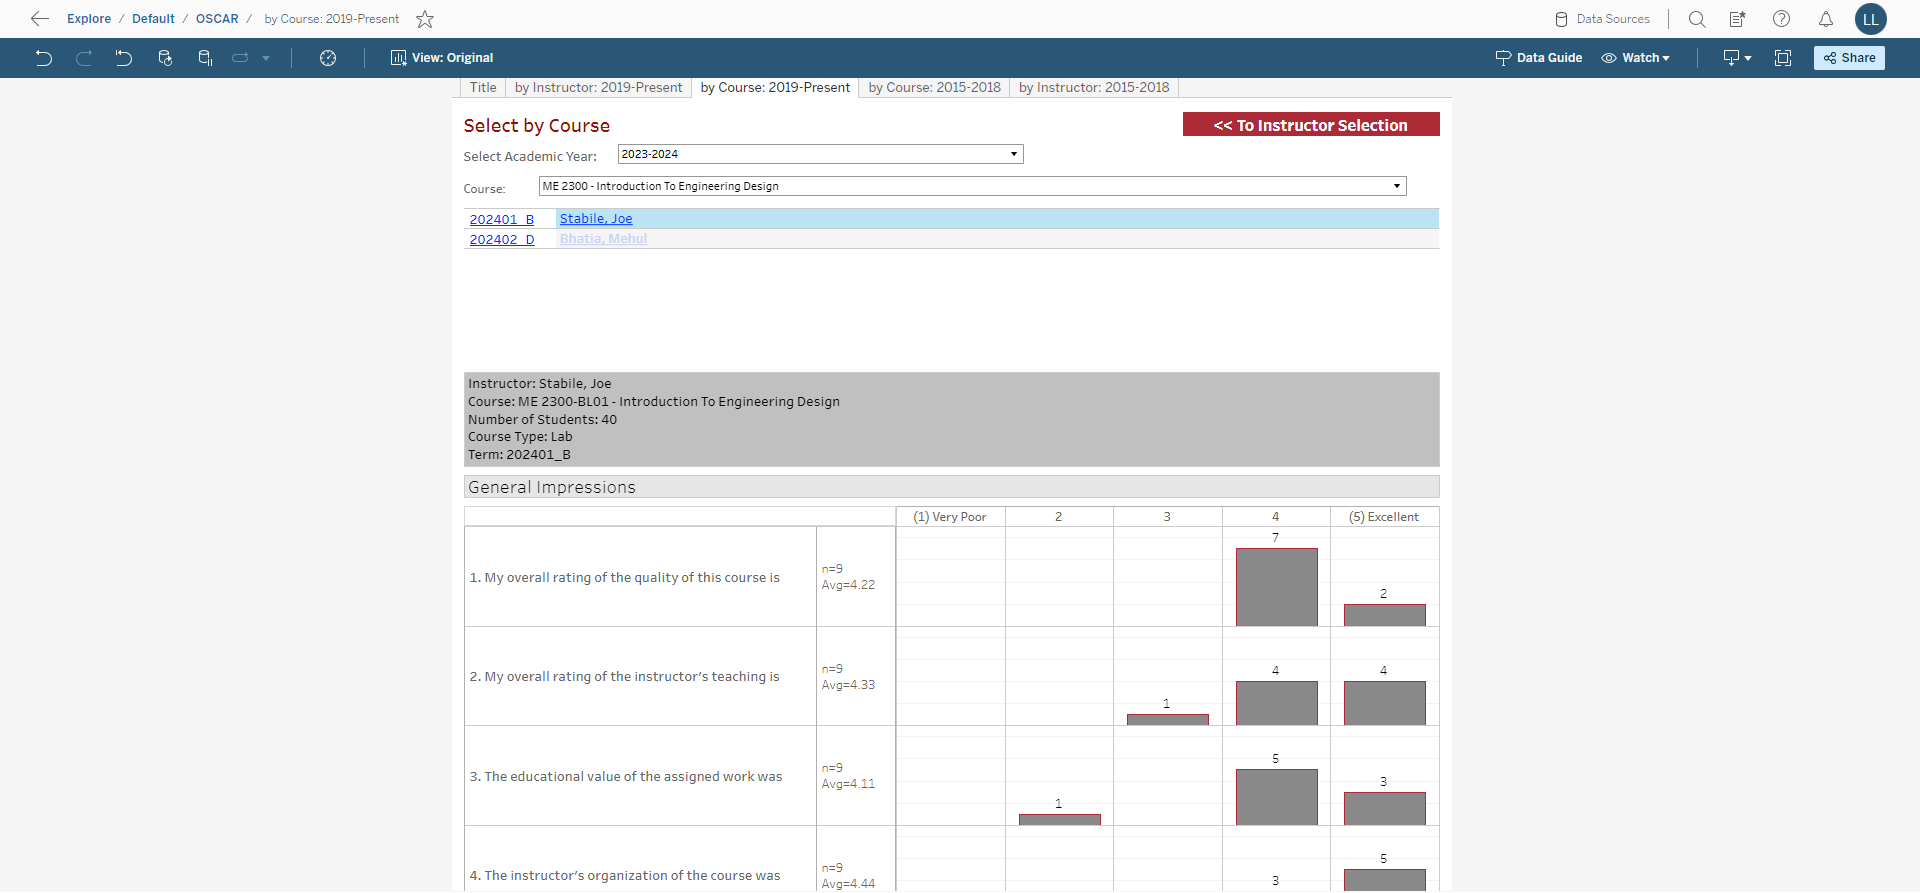 Explore / Default / OSCAR / by Course: 2019-Present
Data Sources
LL
View: Original
Data Guide
Watch
Share
Title
by Instructor: 2019-Present
by Course: 2019-Present
by Course: 2015-2018
by Instructor: 2015-2018
Select by Course
<< To Instructor Selection
Select Academic Year:
2023-2024
Course:
ME 2300 - Introduction To Engineering Design
202401_B Stabile, Joe
202402_D Bhatia, Mehul
Instructor: Stabile, Joe
Course: ME 2300-BL01 - Introduction To Engineering Design
Number of Students: 40
Course Type: Lab
Term: 202401_B
General Impressions
(1) Very Poor 2 3 4 (5) Excellent
1. My overall rating of the quality of this course is
n=9
Avg=4.22
7
2
2. My overall rating of the instructor's teaching is
n=9
Avg=4.33
1
4
4
3. The educational value of the assigned work was
n=9
Avg=4.11
1
5
3
4. The instructor's organization of the course was
n=9
Avg=4.44
3
5